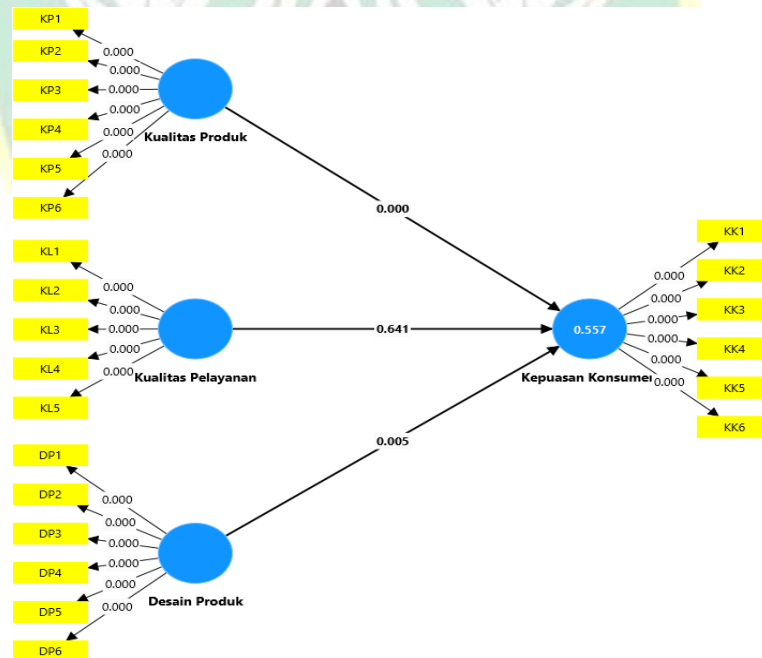 KP1
0.000
KP2
0.000
KP3
0.000
KP4
0.000
KP5
0.000
KP6
0.000
Kualitas Produk
0.000
KL1
0.000
KL2
0.000
KL3
0.000
KL4
0.000
KL5
0.000
Kualitas Pelayanan
0.641
DP1
0.000
DP2
0.000
DP3
0.000
DP4
0.000
DP5
0.000
DP6
0.000
Desain Produk
0.005
0.557
Kepuasan Konsumen
KK1
0.000
KK2
0.000
KK3
0.000
KK4
0.000
KK5
0.000
KK6
0.000